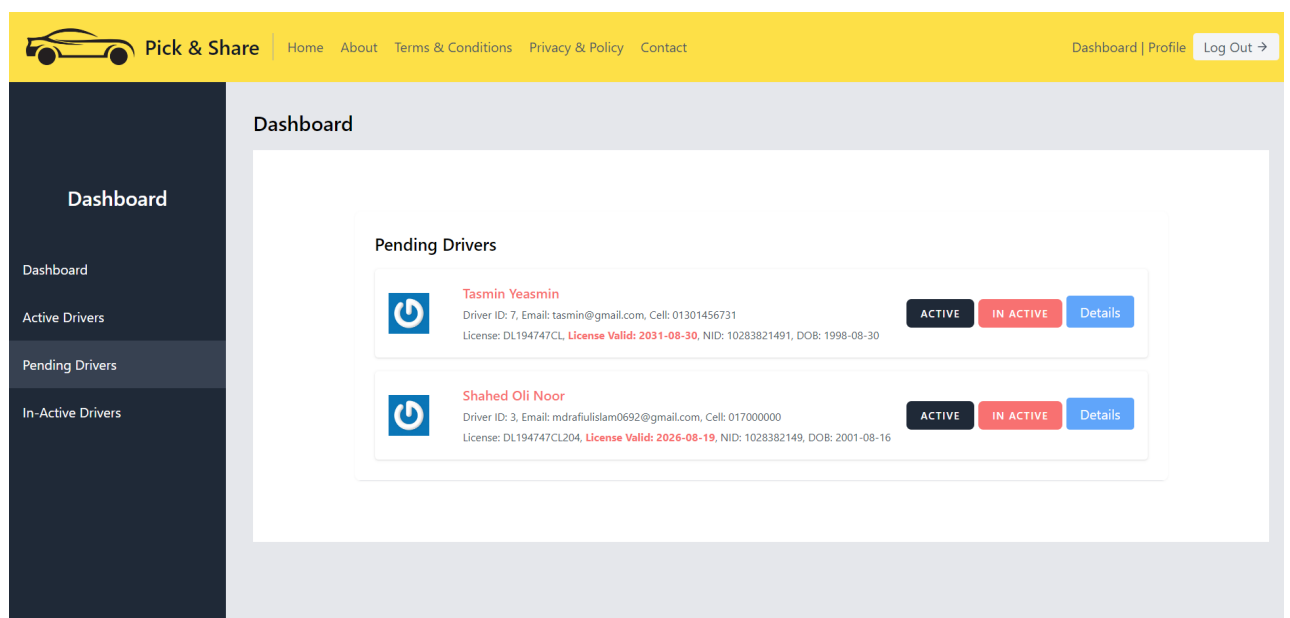 Pick & Share Home About Terms & Conditions Privacy & Policy Contact Dashboard | Profile Log Out →
Dashboard
Dashboard
Active Drivers
Pending Drivers
In-Active Drivers
Dashboard
Pending Drivers
Tasmin Yeasmin
Driver ID: 7, Email: tasmin@gmail.com, Cell: 01301456731
License: DL194747CL, License Valid: 2031-08-30, NID: 10283821491, DOB: 1998-08-30
ACTIVE IN ACTIVE Details
Shahed Oli Noor
Driver ID: 3, Email: mdrafiulislam0692@gmail.com, Cell: 017000000
License: DL194747CL204, License Valid: 2026-08-19, NID: 1028382149, DOB: 2001-08-16
ACTIVE IN ACTIVE Details